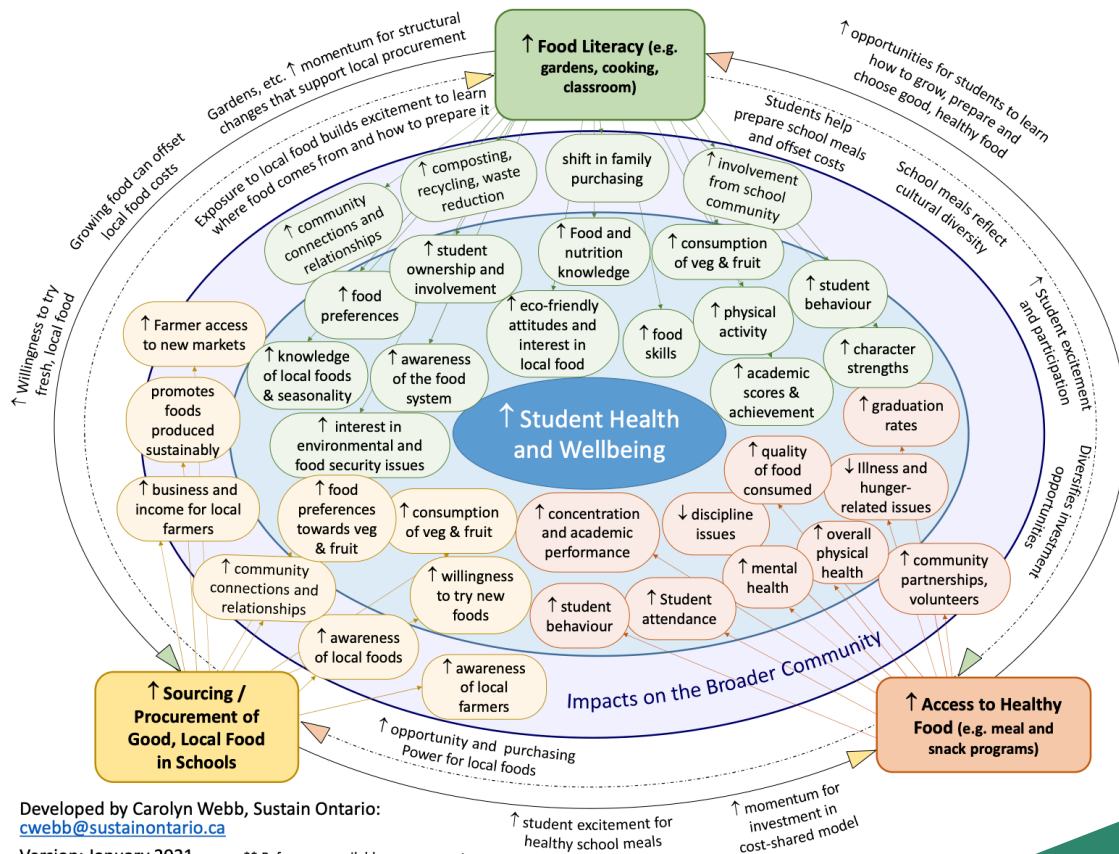 ↑ Food Literacy (e.g.
gardens, cooking,
classroom)
Gardens, etc. ↑ momentum for structural
changes that support local procurement
Exposure to local food builds excitement to learn
where food comes from and how to prepare it
Growing food can offset
local food costs
↑ Willingness to try
fresh, local food
↑ opportunities for students to learn
how to grow, prepare and
choose good, healthy food
Students help
prepare school meals
and offset costs
School meals reflect
cultural diversity
↑ Student excitement
and participation
Diversifies investment
opportunities
↑ composting,
recycling, waste
reduction
shift in family
purchasing
↑ involvement
from school
community
↑ community
connections and
relationships
↑ student
ownership and
involvement
↑ Food and
nutrition
knowledge
↑ consumption
of veg & fruit
↑ student
behaviour
↑ food
preferences
↑ eco-friendly
attitudes and
interest in
local food
↑ food
skills
↑ physical
activity
↑ character
strengths
↑ knowledge
of local foods
& seasonality
↑ awareness
of the food
system
↑ academic
scores &
achievement
↑ interest in
environmental and
food security issues
↑ Student Health
and Wellbeing
↑ Farmer access
to new markets
promotes
foods
produced
sustainably
↑ business and
income for local
farmers
↑ food
preferences
towards veg
& fruit
↑ consumption
of veg & fruit
↑ community
connections and
relationships
↑ willingness
to try new
foods
↑ awareness
of local foods
↑ awareness
of local
farmers
↑ graduation
rates
↑ quality
of food
consumed
↓ Illness and
hunger-
related issues
↑ concentration
and academic
performance
↓ discipline
issues
↑ overall
physical
health
↑ mental
health
↑ community
partnerships,
volunteers
↑ student
behaviour
↑ Student
attendance
Impacts on the Broader Community
↑ Sourcing /
Procurement of
Good, Local Food
in Schools
↑ Access to Healthy
Food (e.g. meal and
snack programs)
↑ opportunity and purchasing
Power for local foods
↑ student excitement for
healthy school meals
↑ momentum for
investment in
cost-shared model
Developed by Carolyn Webb, Sustain Ontario:
cwebb@sustainontario.ca